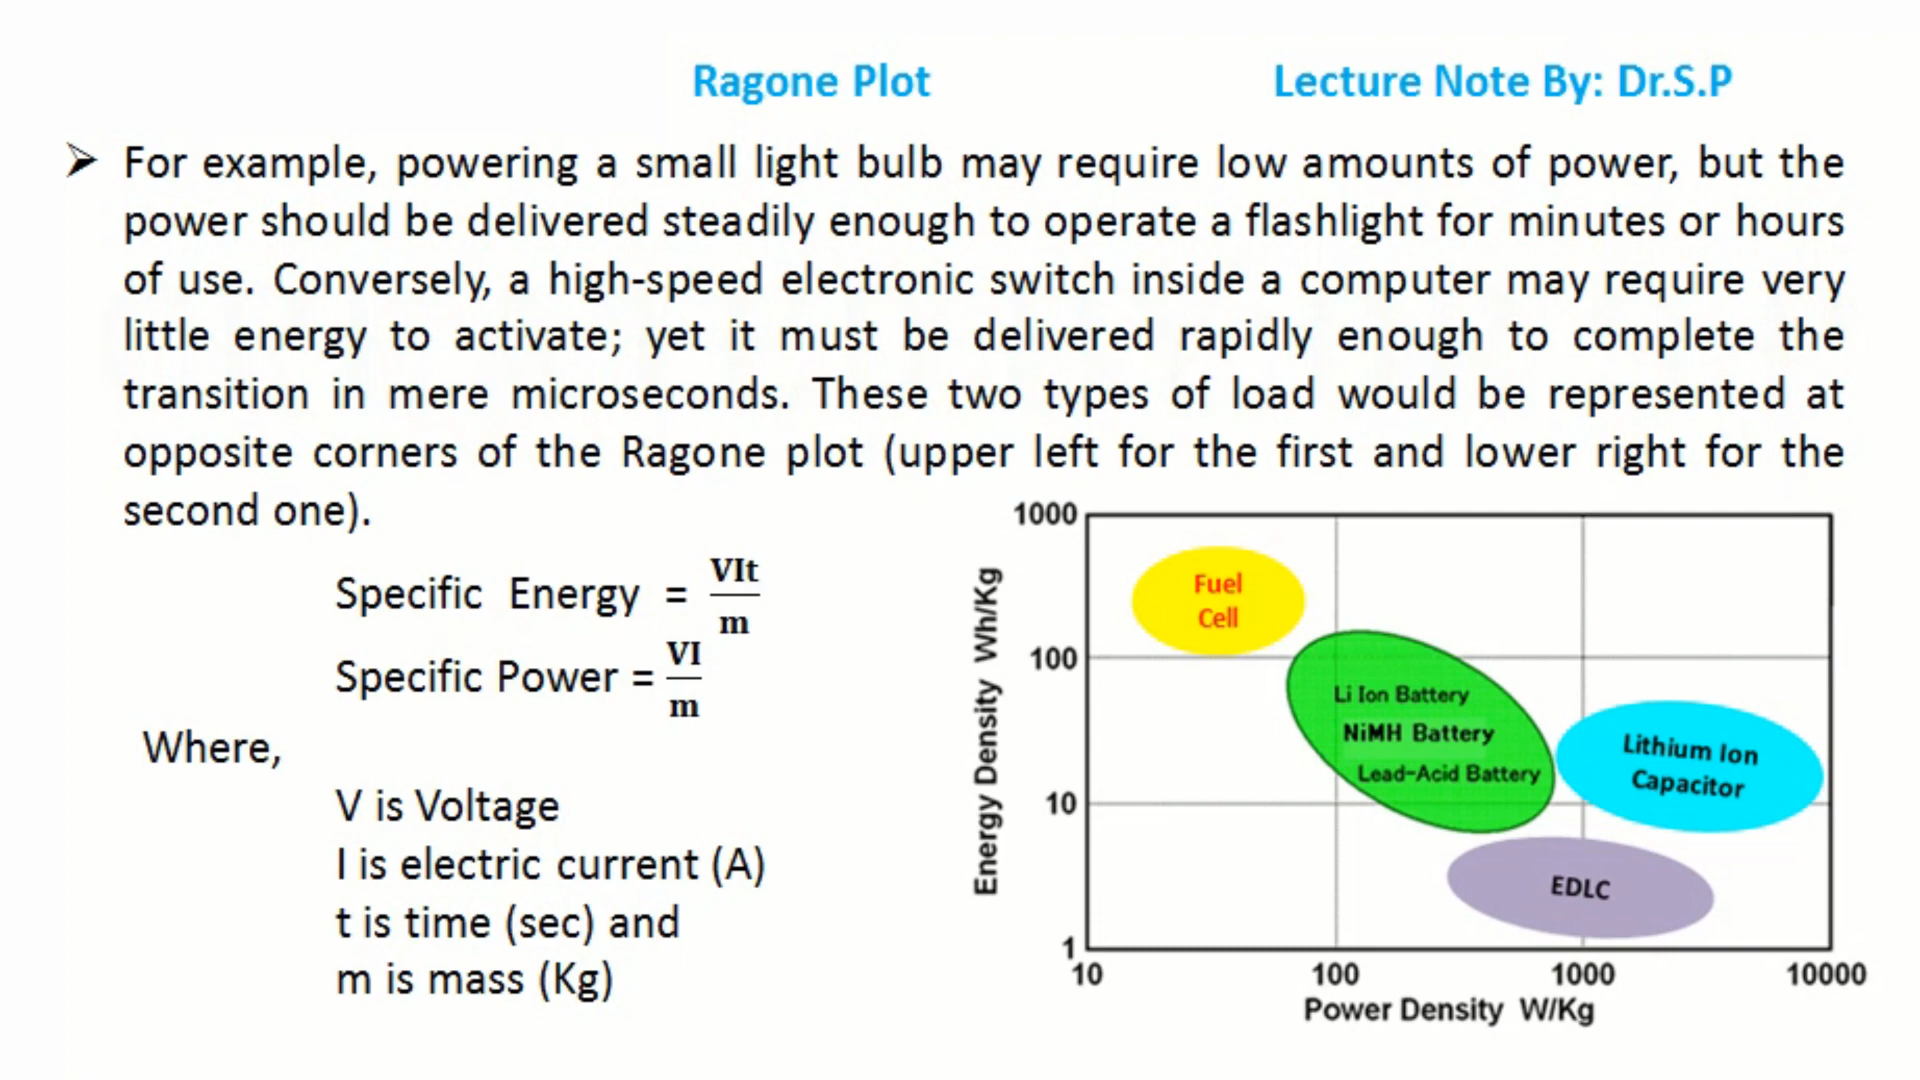 Ragone Plot
Lecture Note By: Dr.S.P
➢ For example, powering a small light bulb may require low amounts of power, but the
power should be delivered steadily enough to operate a flashlight for minutes or hours
of use. Conversely, a high-speed electronic switch inside a computer may require very
little energy to activate; yet it must be delivered rapidly enough to complete the
transition in mere microseconds. These two types of load would be represented at
opposite corners of the Ragone plot (upper left for the first and lower right for the
second one).
Specific Energy = VIt / m
Specific Power = VI / m
Where,
V is Voltage
I is electric current (A)
t is time (sec) and
m is mass (Kg)
Energy Density Wh/Kg
1000
100
10
1
Fuel
Cell
Li Ion Battery
NiMH Battery
Lead-Acid Battery
Lithium Ion
Capacitor
EDLC
10 100 1000 10000
Power Density W/Kg